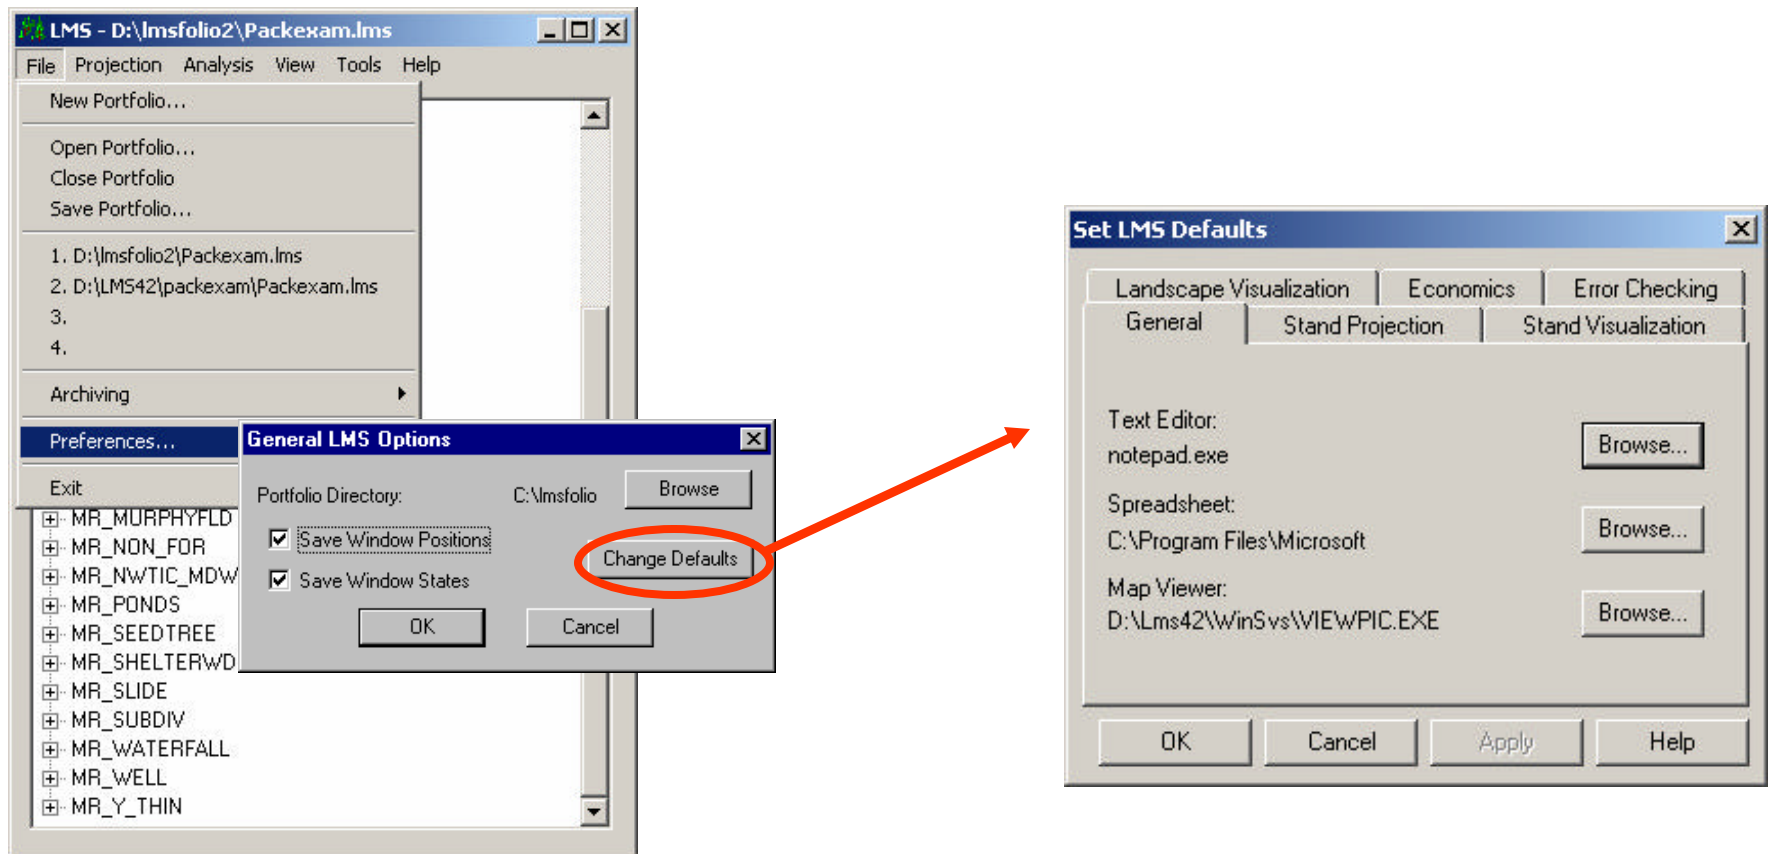 LMS - D:\lmsfolio2\Packexam.lms
File Projection Analysis View Tools Help
New Portfolio...
Open Portfolio...
Close Portfolio
Save Portfolio...
1. D:\lmsfolio2\Packexam.lms
2. D:\LMS42\packexam\Packexam.lms
3.
4.
Archiving
Preferences...
Exit
MR_MURPHYFLD
MR_NON_FOR
MR_NWTIC_MDW
MR_PONDS
MR_SEEDTREE
MR_SHELTERWD
MR_SLIDE
MR_SUBDIV
MR_WATERFALL
MR_WELL
MR_Y_THIN
General LMS Options
Portfolio Directory: C:\lmsfolio Browse
Save Window Positions
Change Defaults
Save Window States
OK Cancel
Set LMS Defaults
Landscape Visualization Economics Error Checking
General Stand Projection Stand Visualization
Text Editor:
notepad.exe
Browse...
Spreadsheet:
C:\Program Files\Microsoft
Browse...
Map Viewer:
D:\Lms42\WinSvs\VIEWPIC.EXE
Browse...
OK Cancel Apply Help